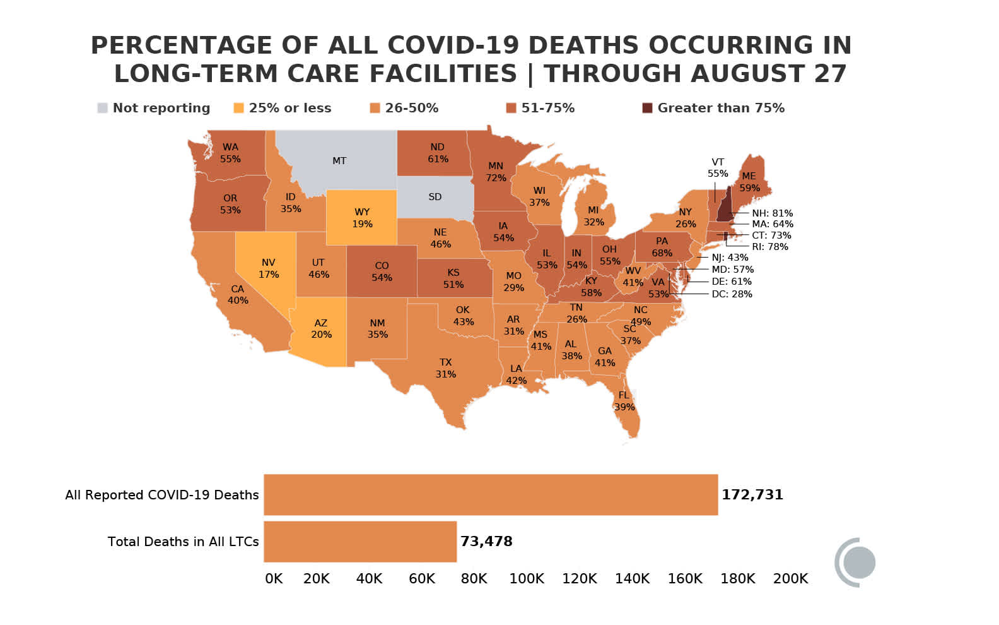 PERCENTAGE OF ALL COVID-19 DEATHS OCCURRING IN
LONG-TERM CARE FACILITIES | THROUGH AUGUST 27
Not reporting
25% or less
26-50%
51-75%
Greater than 75%
WA
55%
MT
ND
61%
MN
72%
VT
55%
ME
59%
OR
53%
ID
35%
WY
19%
SD
WI
37%
MI
32%
NY
26%
NH: 81%
MA: 64%
CT: 73%
RI: 78%
NJ: 43%
MD: 57%
DE: 61%
DC: 28%
NE
46%
IA
54%
IL
53%
IN
54%
OH
55%
PA
68%
NV
17%
UT
46%
CO
54%
KS
51%
MO
29%
KY
58%
WV
41%
VA
53%
CA
40%
AZ
20%
NM
35%
OK
43%
AR
31%
TN
26%
NC
49%
SC
37%
MS
41%
AL
38%
GA
41%
TX
31%
LA
42%
FL
39%
All Reported COVID-19 Deaths
172,731
Total Deaths in All LTCs
73,478
0K
20K
40K
60K
80K
100K
120K
140K
160K
180K
200K